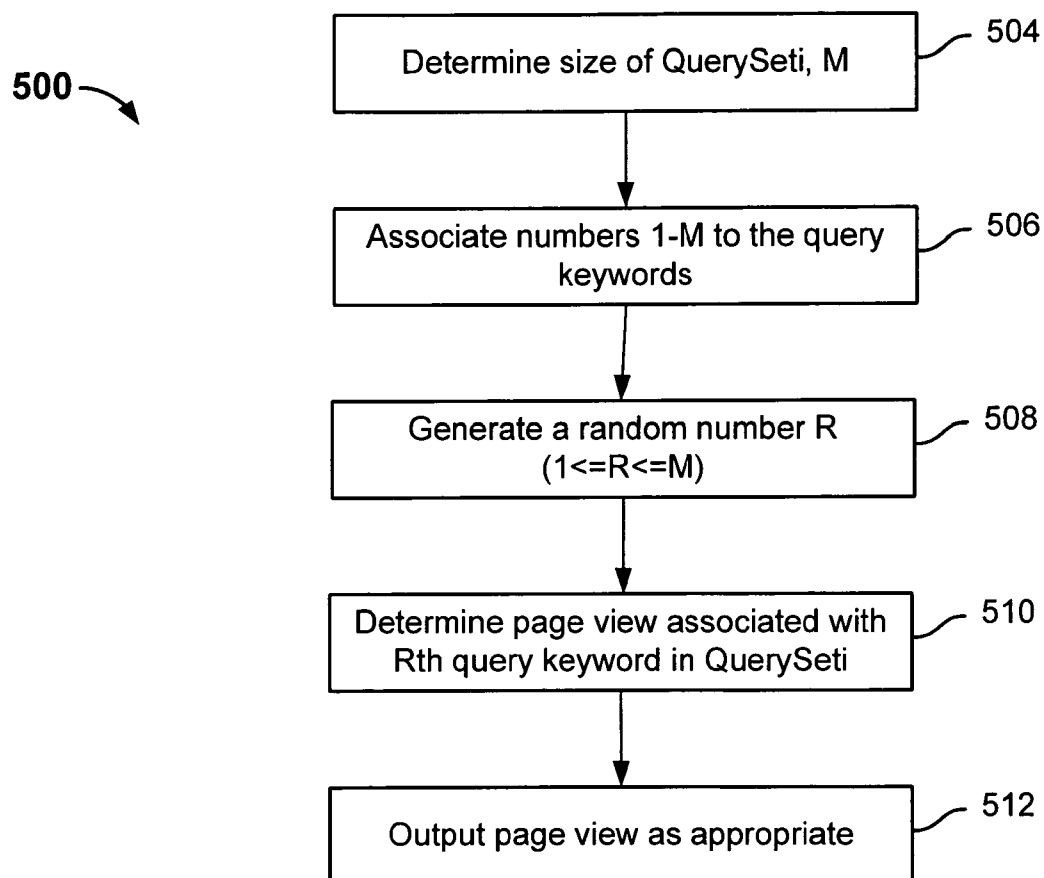 504
Determine size of QuerySeti, M
500
506
Associate numbers 1-M to the query
keywords
508
Generate a random number R
(1<=R<=M)
510
Determine page view associated with
Rth query keyword in QuerySeti
512
Output page view as appropriate